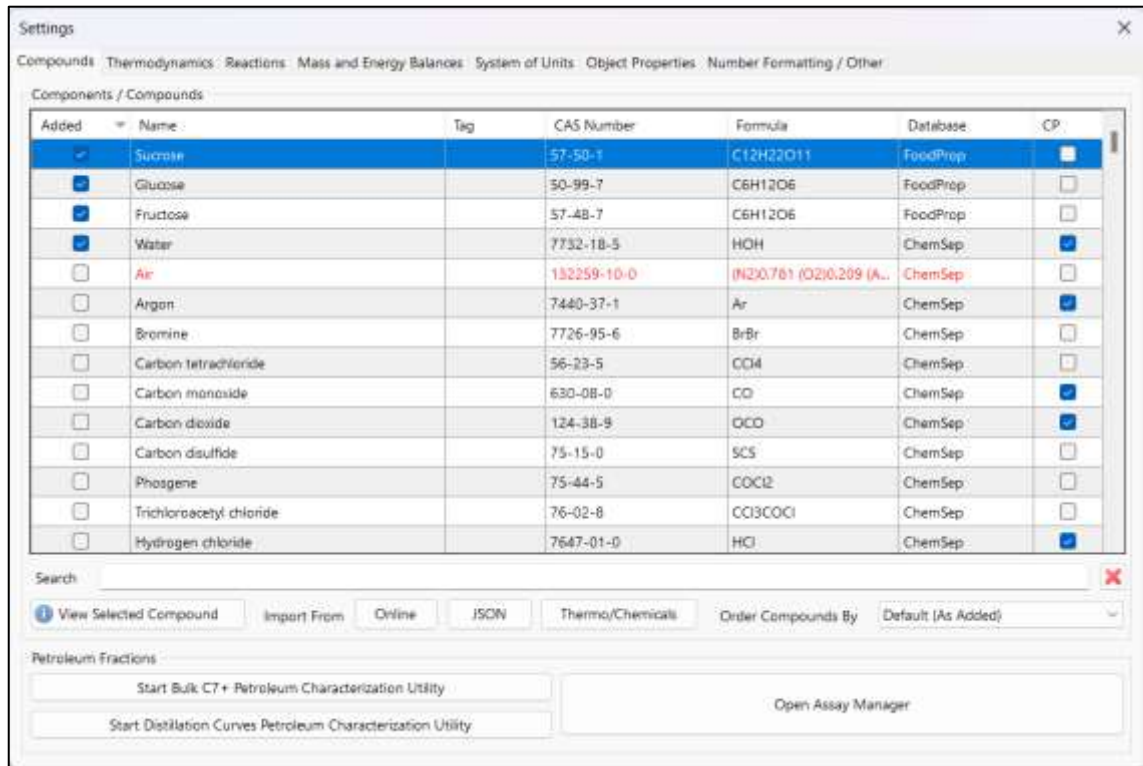 Settings
Compounds Thermodynamics Reactions Mass and Energy Balances System of Units Object Properties Number Formatting / Other
Components / Compounds
Added Name Tag CAS Number Formula Database CP
Sucrose 57-50-1 C12H22O11 FoodProp
Glucose 50-99-7 C6H12O6 FoodProp
Fructose 57-48-7 C6H12O6 FoodProp
Water 7732-18-5 HOH ChemSep
Air 132259-10-0 (N2)0.781 (O2)0.209 (A... ChemSep
Argon 7440-37-1 Ar ChemSep
Bromine 7726-95-6 BrBr ChemSep
Carbon tetrachloride 56-23-5 CCl4 ChemSep
Carbon monoxide 630-08-0 CO ChemSep
Carbon dioxide 124-38-9 OCO ChemSep
Carbon disulfide 75-15-0 SCS ChemSep
Phosgene 75-44-5 COCl2 ChemSep
Trichloroacetyl chloride 76-02-8 CCl3COCl ChemSep
Hydrogen chloride 7647-01-0 HCl ChemSep
Search
View Selected Compound Import From Online JSON Thermo/Chemicals Order Compounds By Default (As Added)
Petroleum Fractions
Start Bulk C7+ Petroleum Characterization Utility
Open Assay Manager
Start Distillation Curves Petroleum Characterization Utility